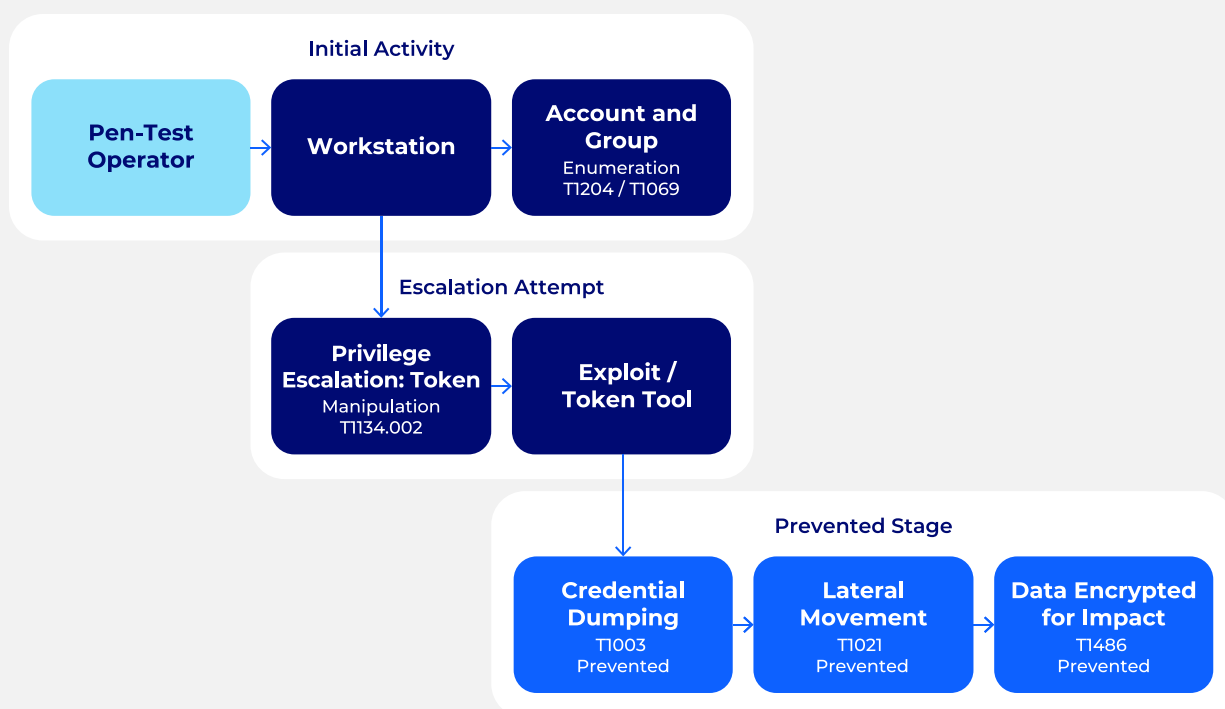 Initial Activity
Pen-Test
Operator
Workstation
Account and
Group
Enumeration
T1204 / T1069
Escalation Attempt
Privilege
Escalation: Token
Manipulation
T1134.002
Exploit /
Token Tool
Prevented Stage
Credential
Dumping
T1003
Prevented
Lateral
Movement
T1021
Prevented
Data Encrypted
for Impact
T1486
Prevented